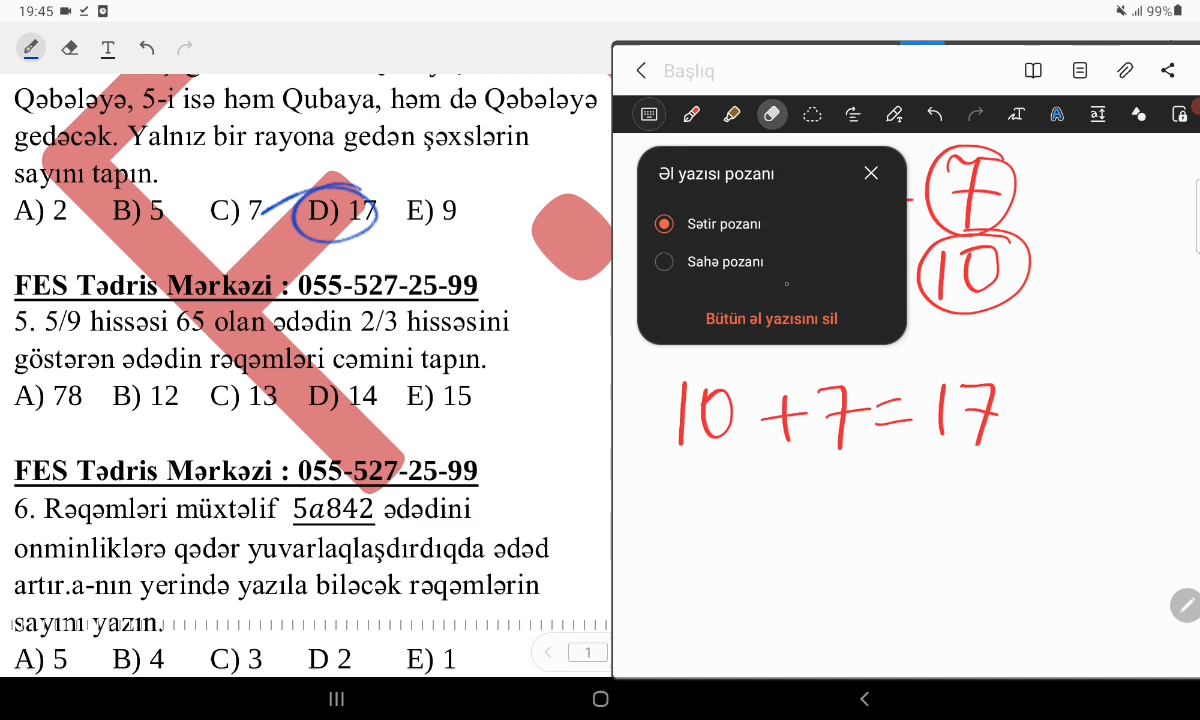 19:45
99%
Başlıq
Qəbələyə, 5-i isə həm Qubaya, həm də Qəbələyə
gedəcək. Yalnız bir rayona gedən şəxslərin
sayını tapın.
A) 2 B) 5 C) 7 D) 17 E) 9
FES Tədris Mərkəzi : 055-527-25-99
5. 5/9 hissəsi 65 olan ədədin 2/3 hissəsini
göstərən ədədin rəqəmləri cəmini tapın.
A) 78 B) 12 C) 13 D) 14 E) 15
FES Tədris Mərkəzi : 055-527-25-99
6. Rəqəmləri müxtəlif 5a842 ədədini
onminliklərə qədər yuvarlaqlaşdırdıqda ədəd
artır.a-nın yerində yazıla biləcək rəqəmlərin
sayını yazın.
A) 5 B) 4 C) 3 D 2 E) 1
1
Əl yazısı pozanı
Sətir pozanı
Sahə pozanı
Bütün əl yazısını sil
7
10
10 + 7 = 17